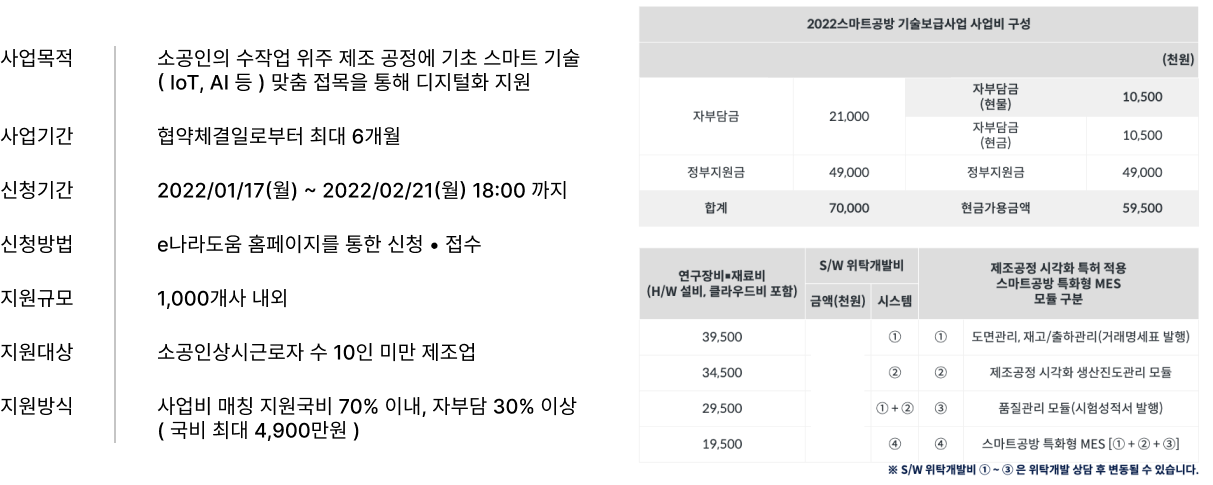 사업목적
소공인의 수작업 위주 제조 공정에 기초 스마트 기술
( IoT, AI 등 ) 맞춤 접목을 통해 디지털화 지원
사업기간
협약체결일로부터 최대 6개월
신청기간
2022/01/17(월) ~ 2022/02/21(월) 18:00 까지
신청방법
e나라도움 홈페이지를 통한 신청 • 접수
지원규모
1,000개사 내외
지원대상
소공인상시근로자 수 10인 미만 제조업
지원방식
사업비 매칭 지원국비 70% 이내, 자부담 30% 이상
( 국비 최대 4,900만원 )
2022스마트공방 기술보급사업 사업비 구성
(천원)
자부담금 21,000
자부담금
(현물)
10,500
자부담금
(현금)
10,500
정부지원금 49,000 정부지원금 49,000
합계 70,000 현금가용금액 59,500
연구장비▪재료비
(H/W 설비, 클라우드비 포함)
S/W 위탁개발비
금액(천원) 시스템
제조공정 시각화 특허 적용
스마트공방 특화형 MES
모듈 구분
39,500 ① ① 도면관리, 재고/출하관리(거래명세표 발행)
34,500 ② ② 제조공정 시각화 생산진도관리 모듈
29,500 ① + ② ③ 품질관리 모듈(시험성적서 발행)
19,500 ④ ④ 스마트공방 특화형 MES [① + ② + ③]
※ S/W 위탁개발비 ① ~ ③ 은 위탁개발 상담 후 변동될 수 있습니다.